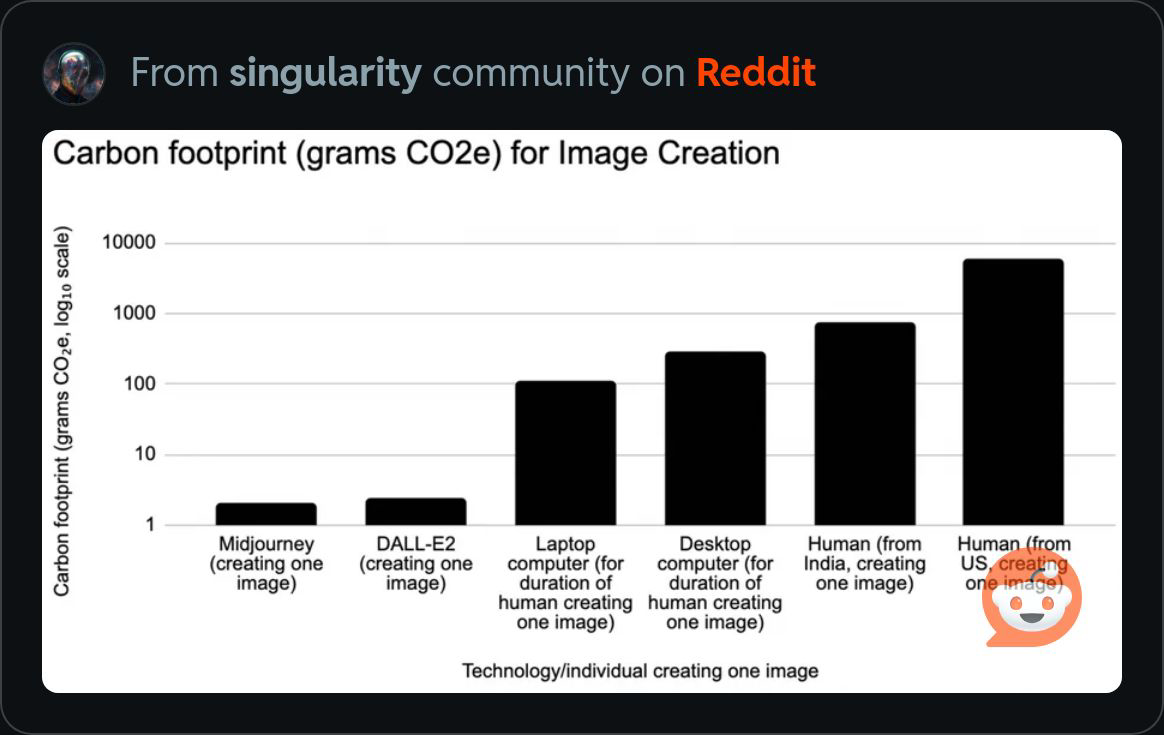 From singularity community on Reddit
Carbon footprint (grams CO2e) for Image Creation
Carbon footprint (grams CO₂e, log₁₀ scale)
10000
1000
100
10
1
Midjourney
(creating one
image)
DALL-E2
(creating one
image)
Laptop
computer (for
duration of
human creating
one image)
Desktop
computer (for
duration of
human creating
one image)
Human (from
India, creating
one image)
Human (from
US, creating
one image)
Technology/individual creating one image